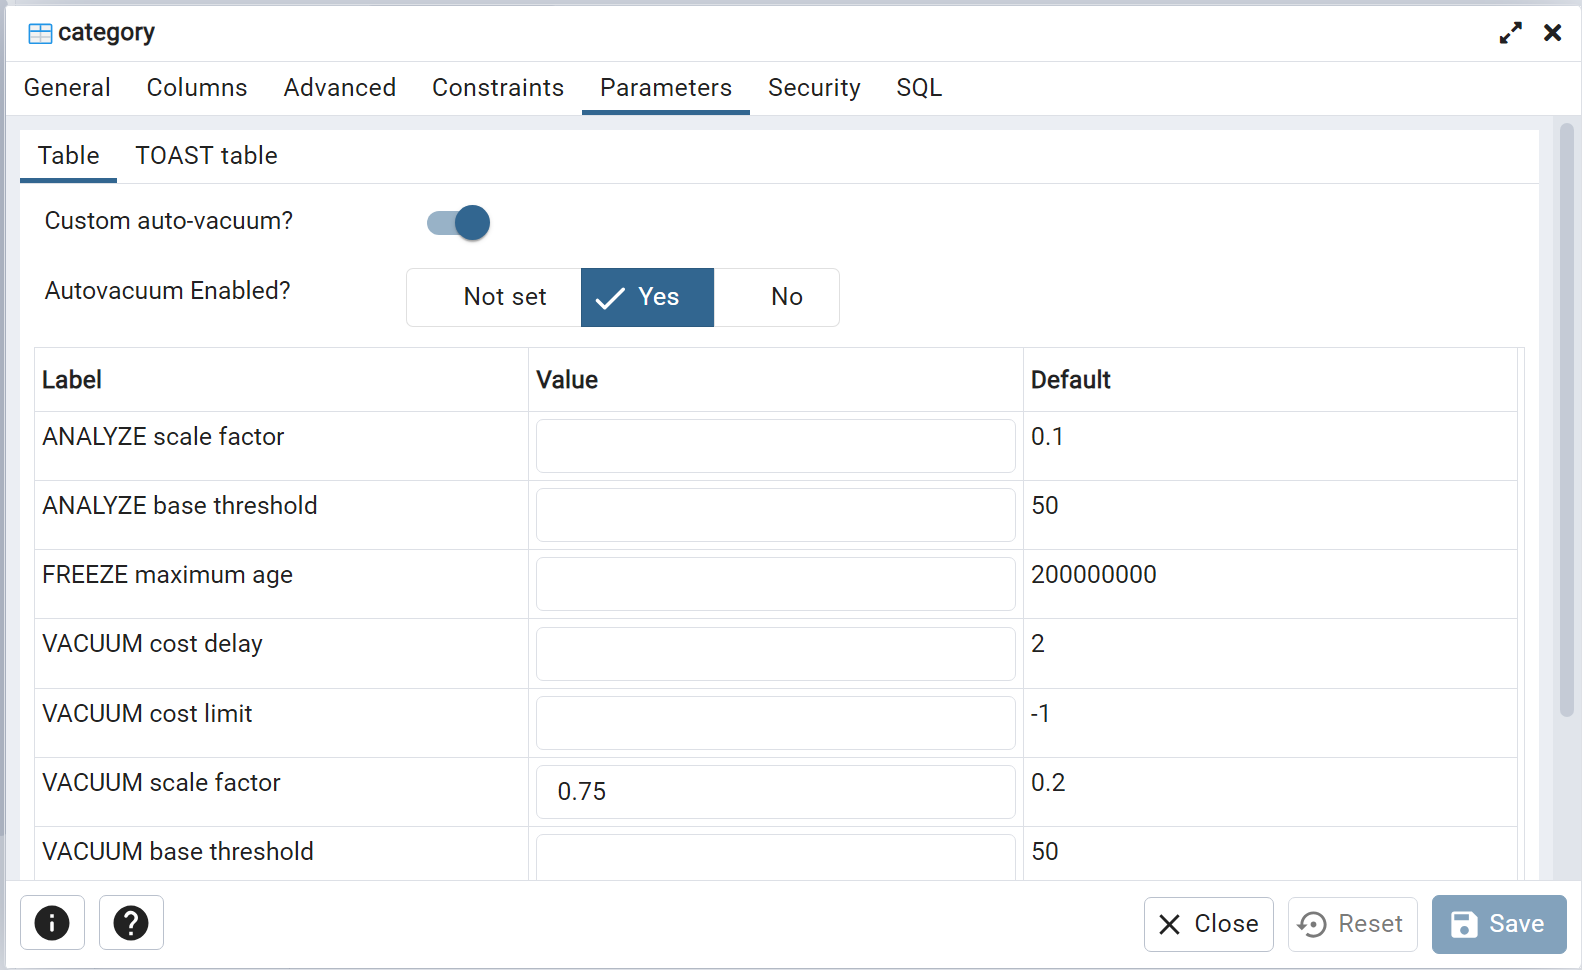 category
General Columns Advanced Constraints Parameters Security SQL
Table TOAST table
Custom auto-vacuum?
Autovacuum Enabled? Not set Yes No
Label Value Default
ANALYZE scale factor 0.1
ANALYZE base threshold 50
FREEZE maximum age 200000000
VACUUM cost delay 2
VACUUM cost limit -1
VACUUM scale factor 0.75 0.2
VACUUM base threshold 50
Close Reset Save